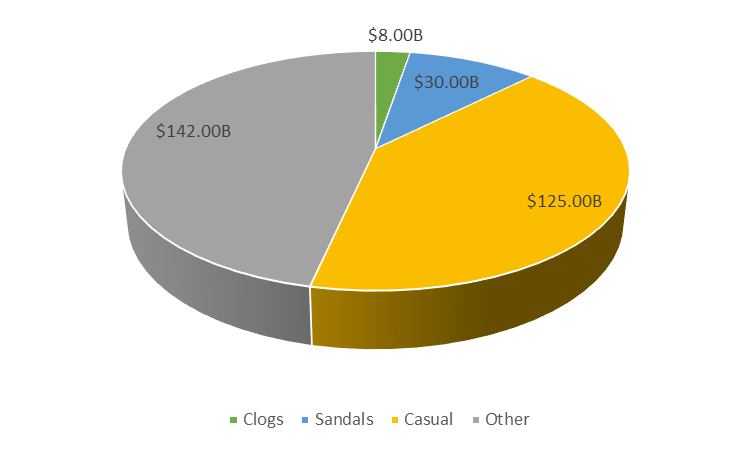 $8.00B
$30.00B
$142.00B
$125.00B
Clogs Sandals Casual Other